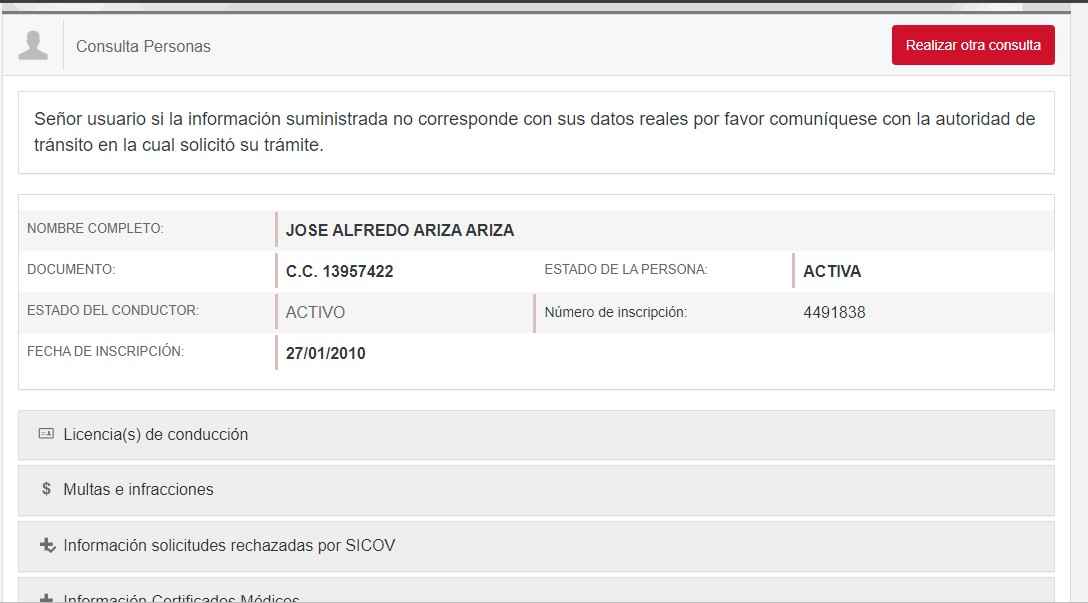 Consulta Personas
Realizar otra consulta
Señor usuario si la información suministrada no corresponde con sus datos reales por favor comuníquese con la autoridad de
tránsito en la cual solicitó su trámite.
NOMBRE COMPLETO: JOSE ALFREDO ARIZA ARIZA
DOCUMENTO: C.C. 13957422 ESTADO DE LA PERSONA: ACTIVA
ESTADO DEL CONDUCTOR: ACTIVO Número de inscripción: 4491838
FECHA DE INSCRIPCIÓN: 27/01/2010
Licencia(s) de conducción
$ Multas e infracciones
Información solicitudes rechazadas por SICOV
Información Certificados Médicos